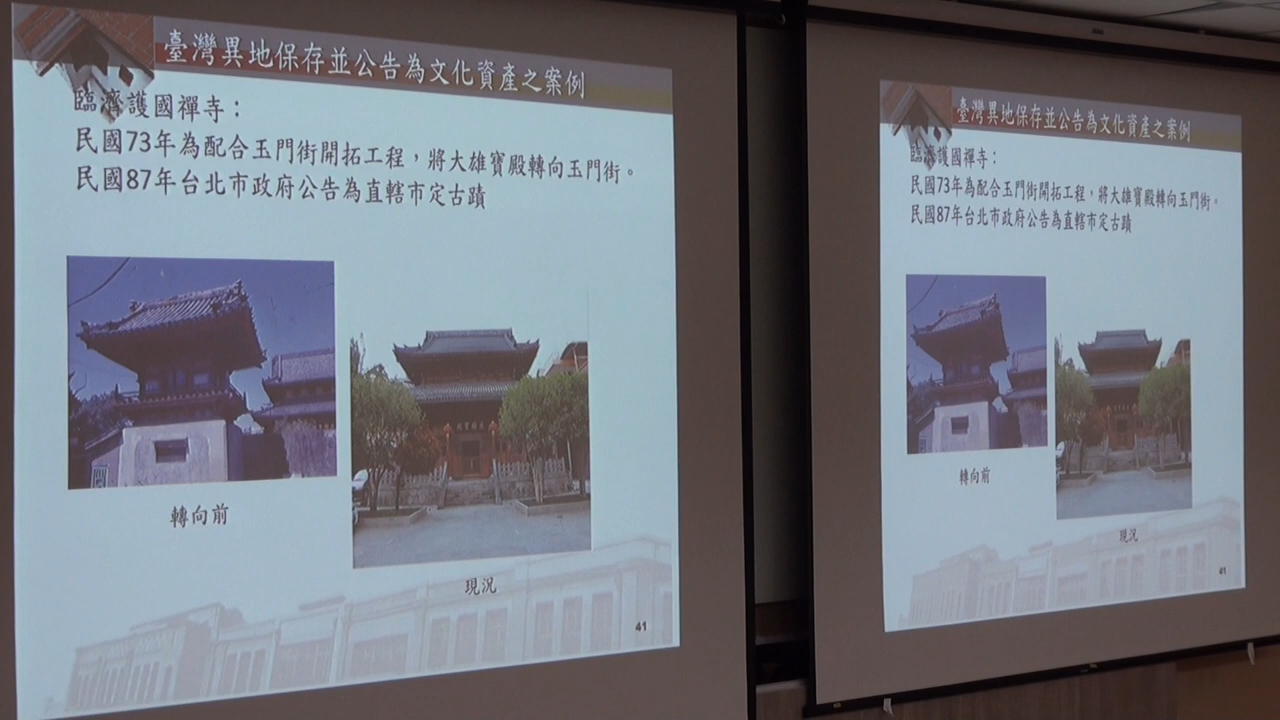 臺灣異地保存並公告為文化資產之案例
臨濟護國禪寺：
民國73年為配合玉門街開拓工程，將大雄寶殿轉向玉門街。
民國87年台北市政府公告為直轄市定古蹟
轉向前
現況
41
臺灣異地保存並公告為文化資產之案例
臨濟護國禪寺：
民國73年為配合玉門街開拓工程，將大雄寶殿轉向玉門街。
民國87年台北市政府公告為直轄市定古蹟
轉向前
現況
41